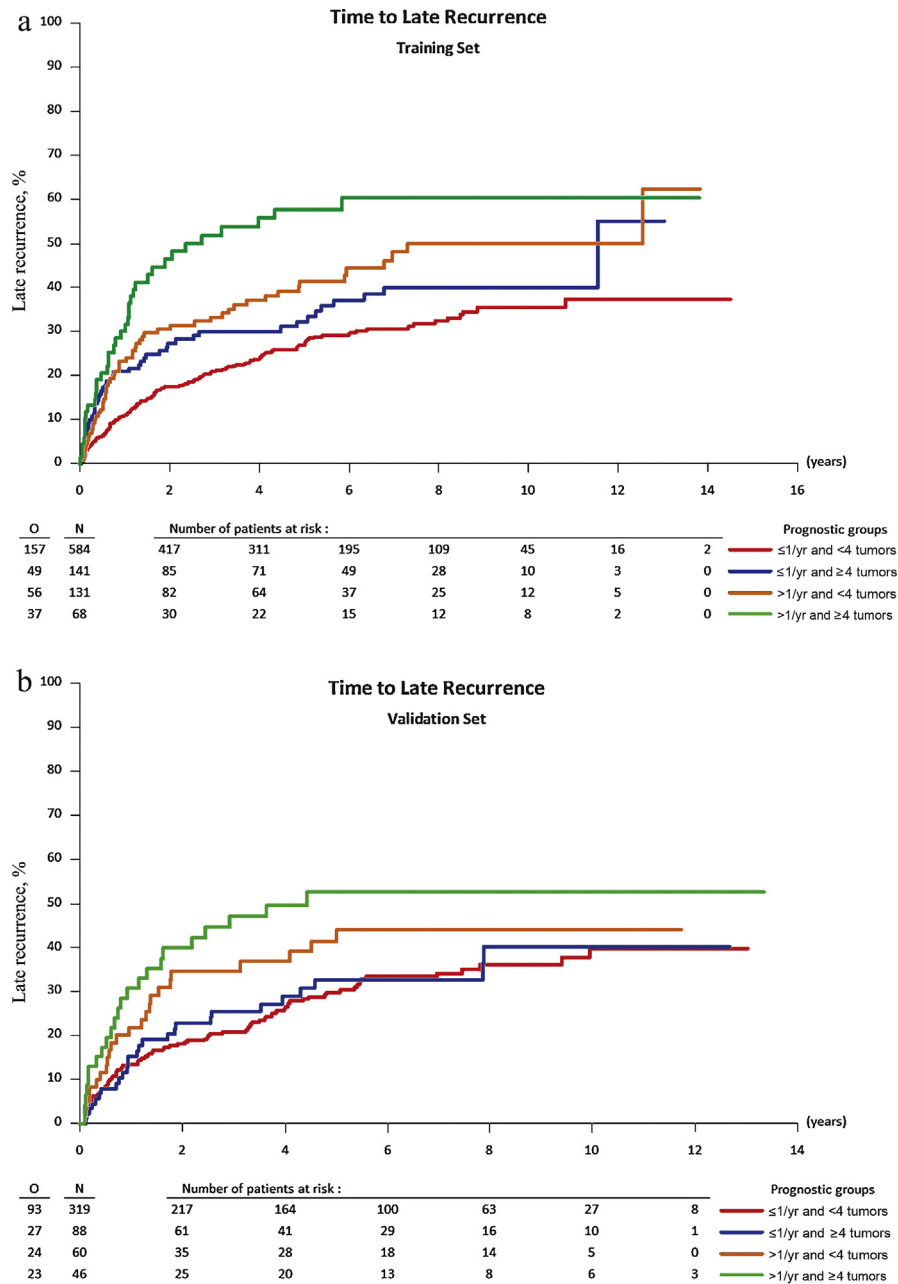 a
Time to Late Recurrence
Training Set
100
90
80
70
60
50
40
30
20
10
0
Late recurrence, %
0 2 4 6 8 10 12 14 16
(years)
O N Number of patients at risk : Prognostic groups
157 584 417 311 195 109 45 16 2 ≤1/yr and <4 tumors
49 141 85 71 49 28 10 3 0 ≤1/yr and ≥4 tumors
56 131 82 64 37 25 12 5 0 >1/yr and <4 tumors
37 68 30 22 15 12 8 2 0 >1/yr and ≥4 tumors
b
Time to Late Recurrence
Validation Set
100
90
80
70
60
50
40
30
20
10
0
Late recurrence, %
0 2 4 6 8 10 12 14
(years)
O N Number of patients at risk : Prognostic groups
93 319 217 164 100 63 27 8 ≤1/yr and <4 tumors
27 88 61 41 29 16 10 1 ≤1/yr and ≥4 tumors
24 60 35 28 18 14 5 0 >1/yr and <4 tumors
23 46 25 20 13 8 6 3 >1/yr and ≥4 tumors